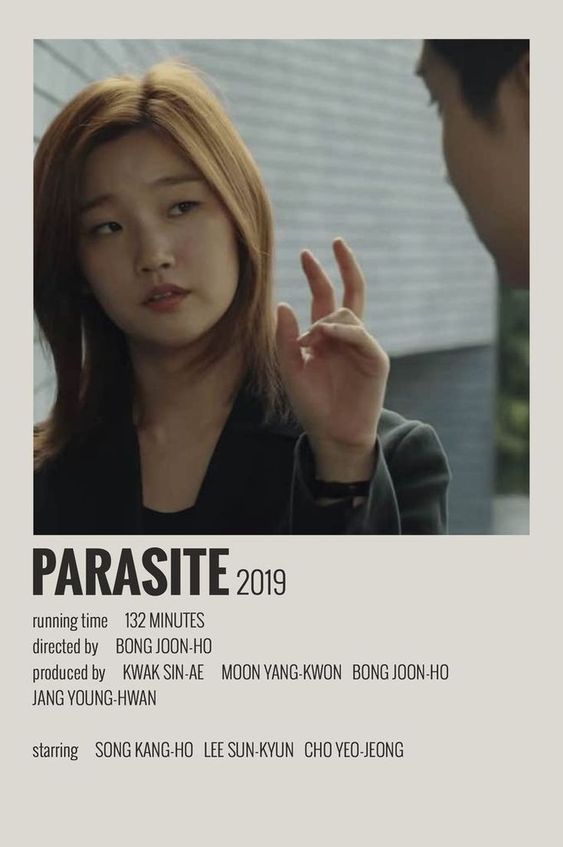 PARASITE 2019
running time 132 MINUTES
directed by BONG JOON-HO
produced by KWAK SIN-AE MOON YANG-KWON BONG JOON-HO
JANG YOUNG-HWAN
starring SONG KANG-HO LEE SUN-KYUN CHO YEO-JEONG